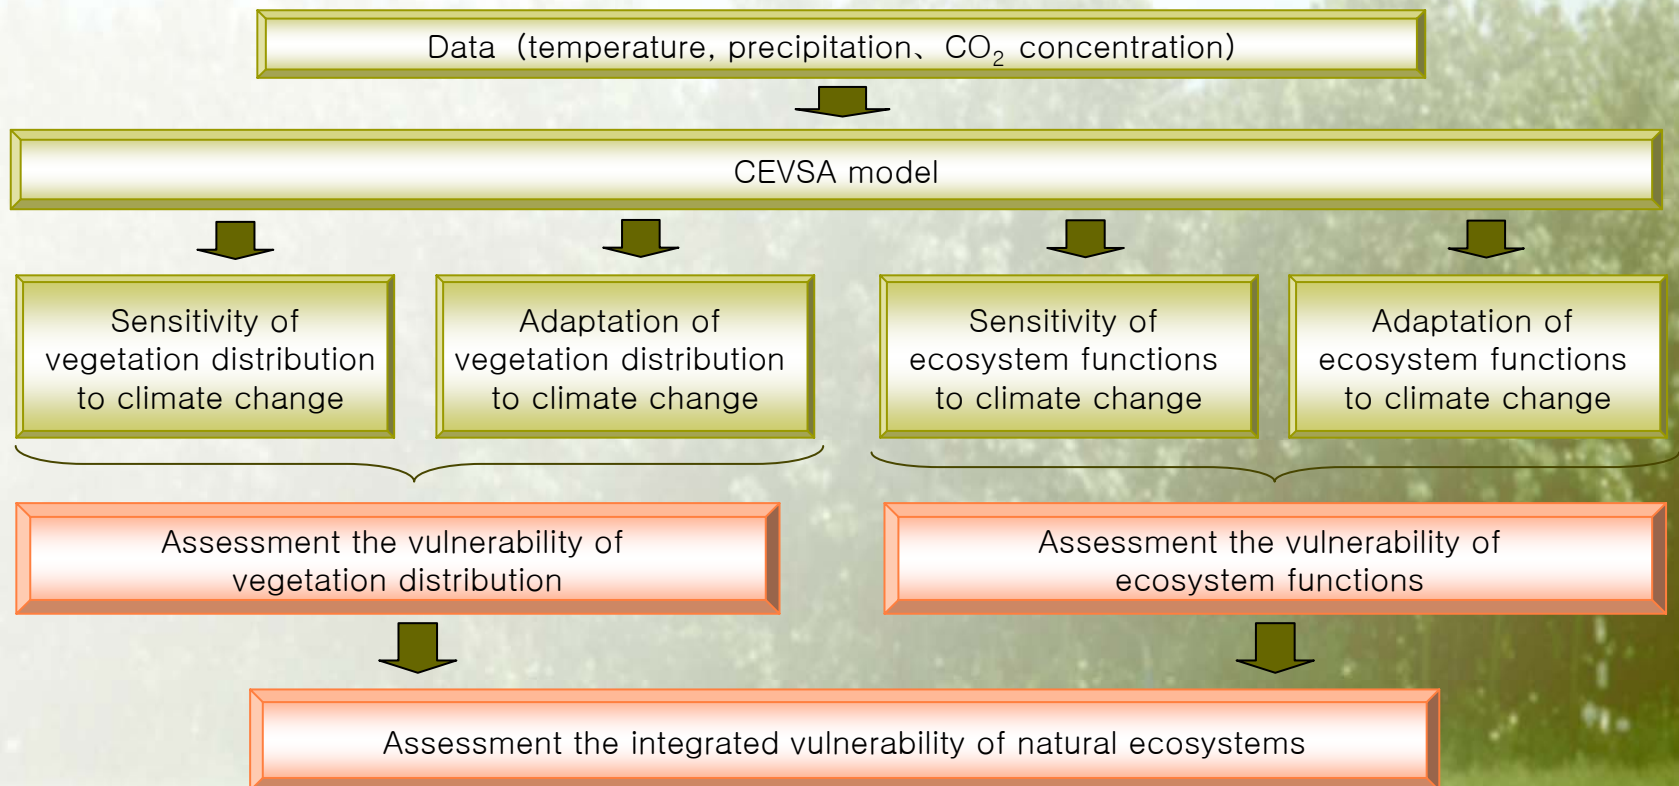 Data (temperature, precipitation、CO₂ concentration)
CEVSA model
Sensitivity of
vegetation distribution
to climate change
Adaptation of
vegetation distribution
to climate change
Sensitivity of
ecosystem functions
to climate change
Adaptation of
ecosystem functions
to climate change
Assessment the vulnerability of
vegetation distribution
Assessment the vulnerability of
ecosystem functions
Assessment the integrated vulnerability of natural ecosystems